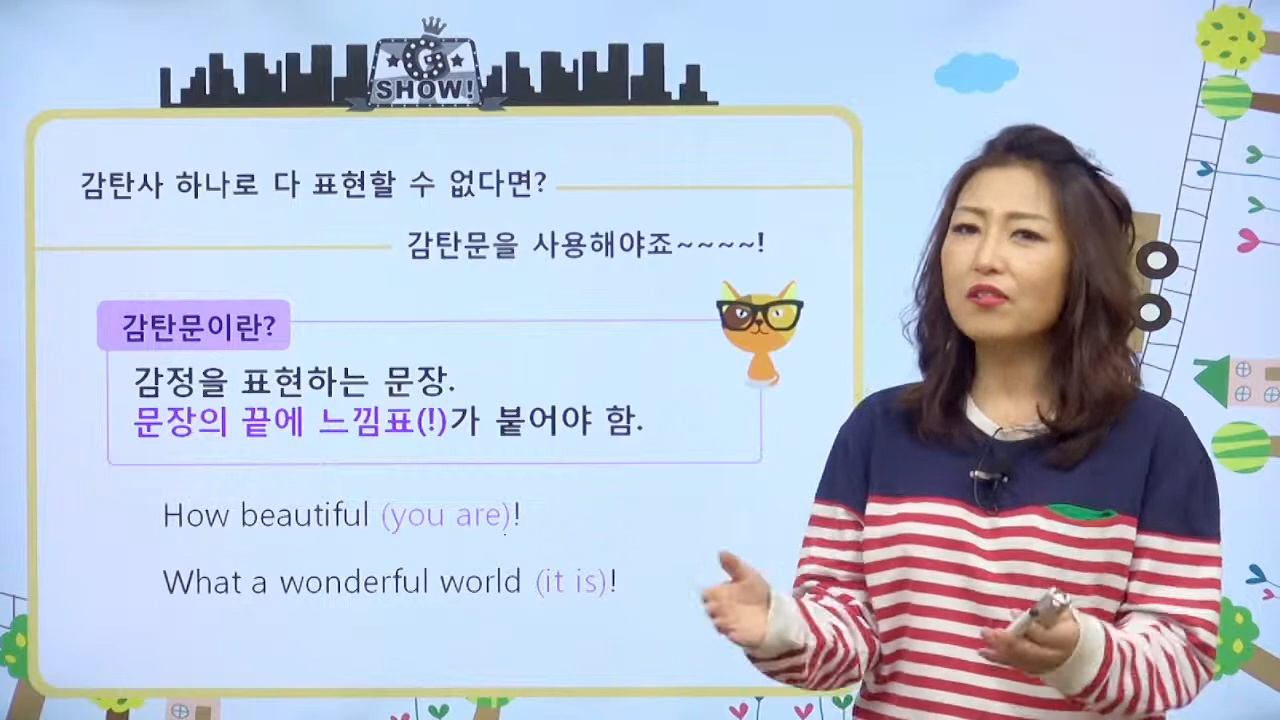 G
SHOW!
감탄사 하나로 다 표현할 수 없다면?
감탄문을 사용해야죠~~~~!
감탄문이란?
감정을 표현하는 문장.
문장의 끝에 느낌표(!)가 붙어야 함.
How beautiful (you are)!
What a wonderful world (it is)!